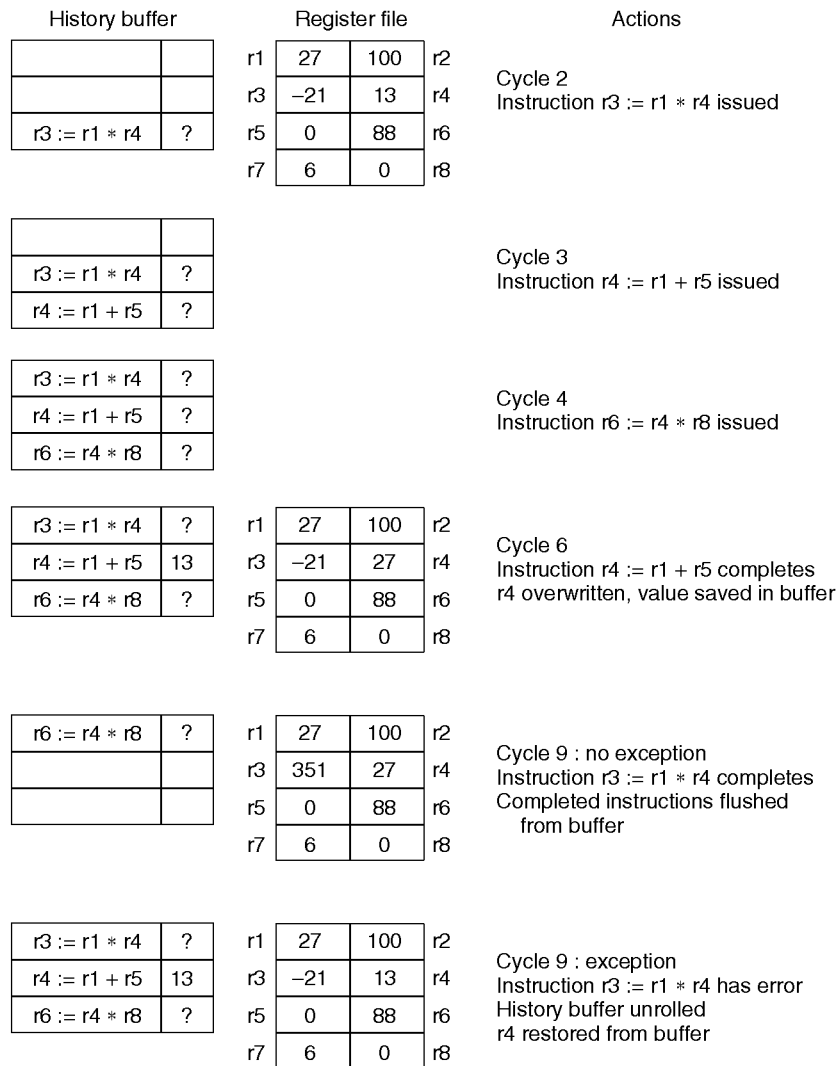 History buffer Register file Actions
r1 27 100 r2
Cycle 2
r3 −21 13 r4
Instruction r3 := r1 * r4 issued
r3 := r1 * r4 ? r5 0 88 r6
r7 6 0 r8
Cycle 3
r3 := r1 * r4 ?
Instruction r4 := r1 + r5 issued
r4 := r1 + r5 ?
r3 := r1 * r4 ?
Cycle 4
r4 := r1 + r5 ?
Instruction r6 := r4 * r8 issued
r6 := r4 * r8 ?
r3 := r1 * r4 ? r1 27 100 r2
Cycle 6
r4 := r1 + r5 13 r3 −21 27 r4
Instruction r4 := r1 + r5 completes
r6 := r4 * r8 ? r5 0 88 r6
r4 overwritten, value saved in buffer
r7 6 0 r8
r6 := r4 * r8 ? r1 27 100 r2
Cycle 9 : no exception
r3 351 27 r4
Instruction r3 := r1 * r4 completes
r5 0 88 r6
Completed instructions flushed
from buffer
r7 6 0 r8
r3 := r1 * r4 ? r1 27 100 r2
Cycle 9 : exception
r4 := r1 + r5 13 r3 −21 13 r4
Instruction r3 := r1 * r4 has error
r6 := r4 * r8 ? r5 0 88 r6
History buffer unrolled
r4 restored from buffer
r7 6 0 r8